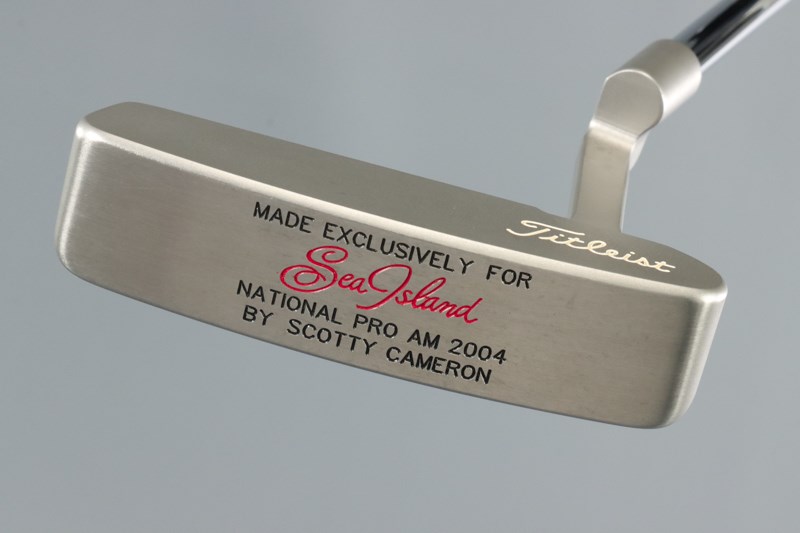 MADE EXCLUSIVELY FOR
Sea Island
NATIONAL PRO AM 2004
BY SCOTTY CAMERON
Titleist